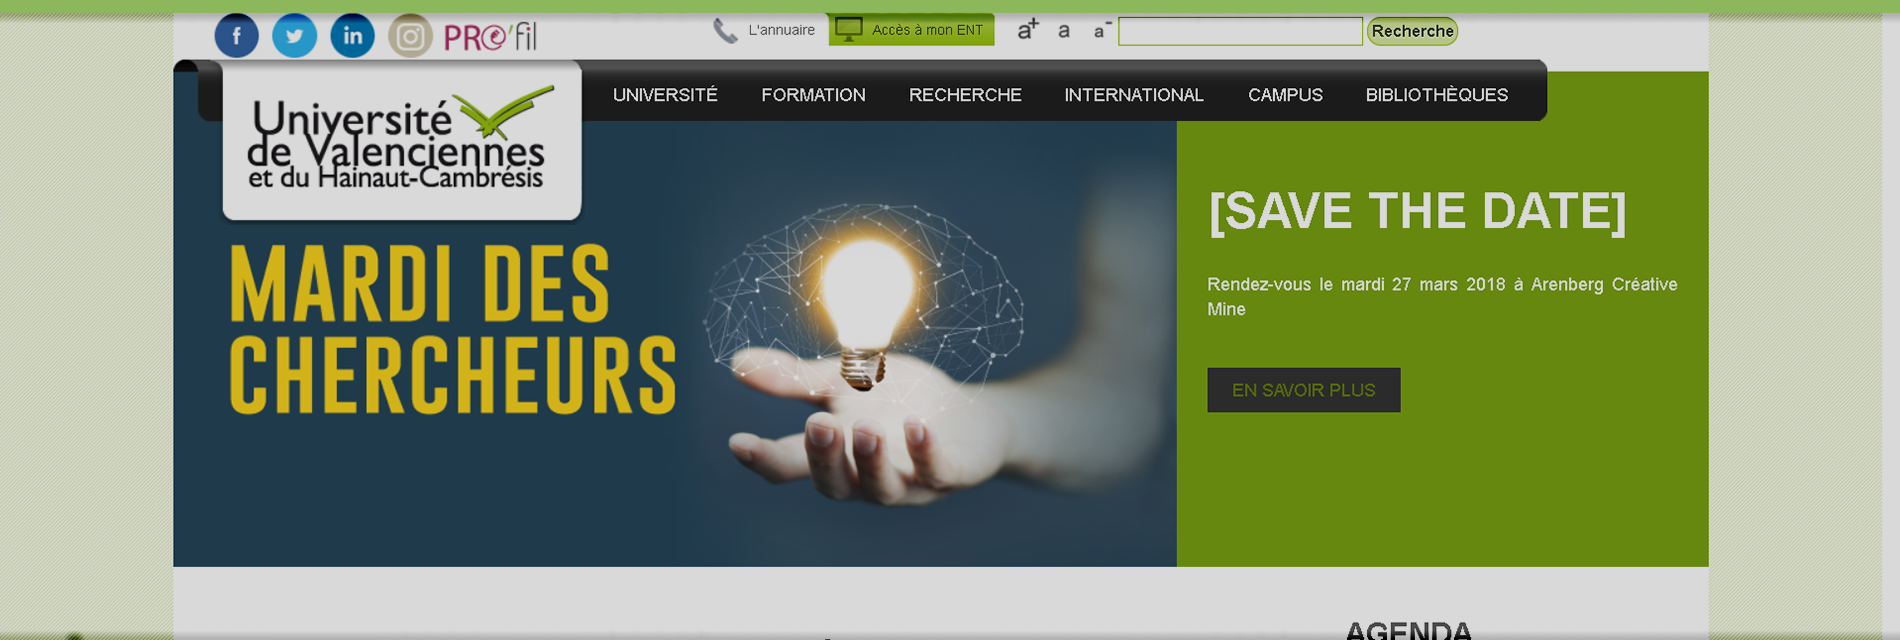 PROfil
L'annuaire
Accès à mon ENT
a+ a a-
Recherche
UNIVERSITÉ FORMATION RECHERCHE INTERNATIONAL CAMPUS BIBLIOTHÈQUES
Université
de Valenciennes
et du Hainaut-Cambrésis
MARDI DES
CHERCHEURS
[SAVE THE DATE]
Rendez-vous le mardi 27 mars 2018 à Arenberg Créative
Mine
EN SAVOIR PLUS
AGENDA